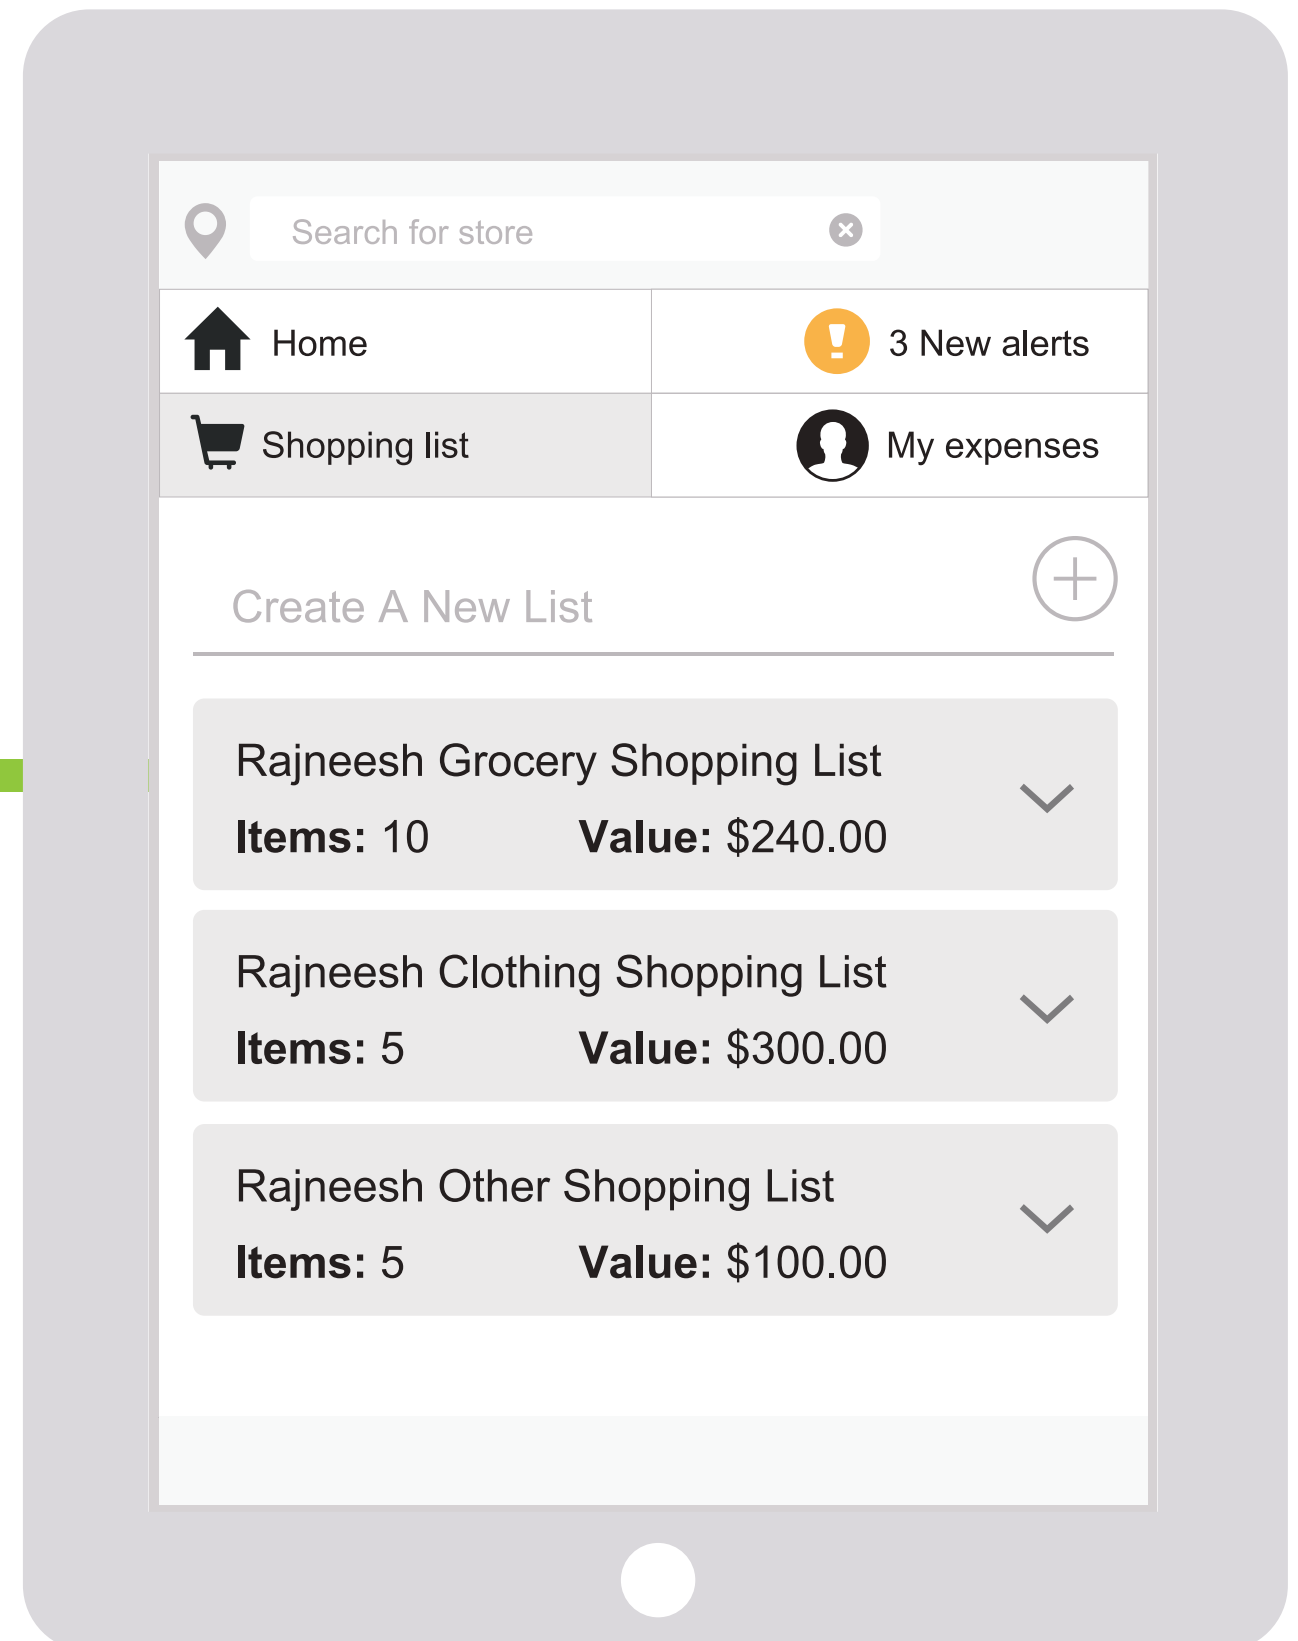 Search for store
Home
3 New alerts
Shopping list
My expenses
Create A New List
Rajneesh Grocery Shopping List
Items: 10 Value: $240.00
Rajneesh Clothing Shopping List
Items: 5 Value: $300.00
Rajneesh Other Shopping List
Items: 5 Value: $100.00